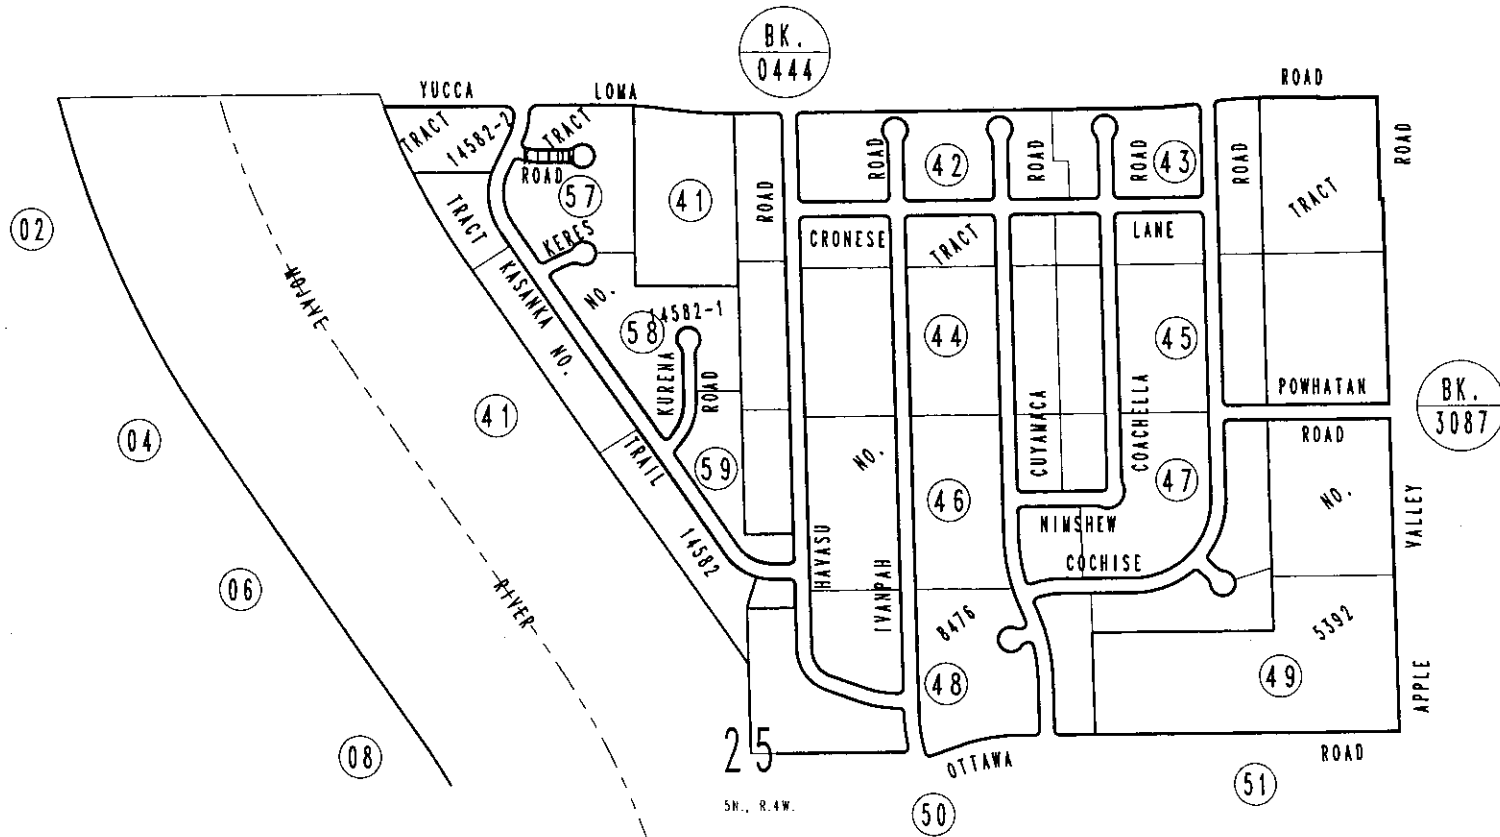 BK.
0444
YUCCA
LOMA
ROAD
TRACT
14582-2
TRACT
ROAD
57
41
ROAD
ROAD
42
ROAD
ROAD
43
ROAD
ROAD
TRACT
02
TRACT
KERES
CRONESE
TRACT
LANE
MOJAVE
KASANKA
NO.
NO.
14582-1
58
44
45
KURENA
ROAD
POWHATAN
ROAD
BK.
3087
04
41
TRAIL
14582
59
NO.
46
CUYAMACA
COACHELLA
47
NO.
VALLEY
NIMSHEW
COCHISE
HAVASU
IVANPAH
06
RIVER
8476
5392
48
49
APPLE
08
25
5N., R.4W.
OTTAWA
ROAD
50
51